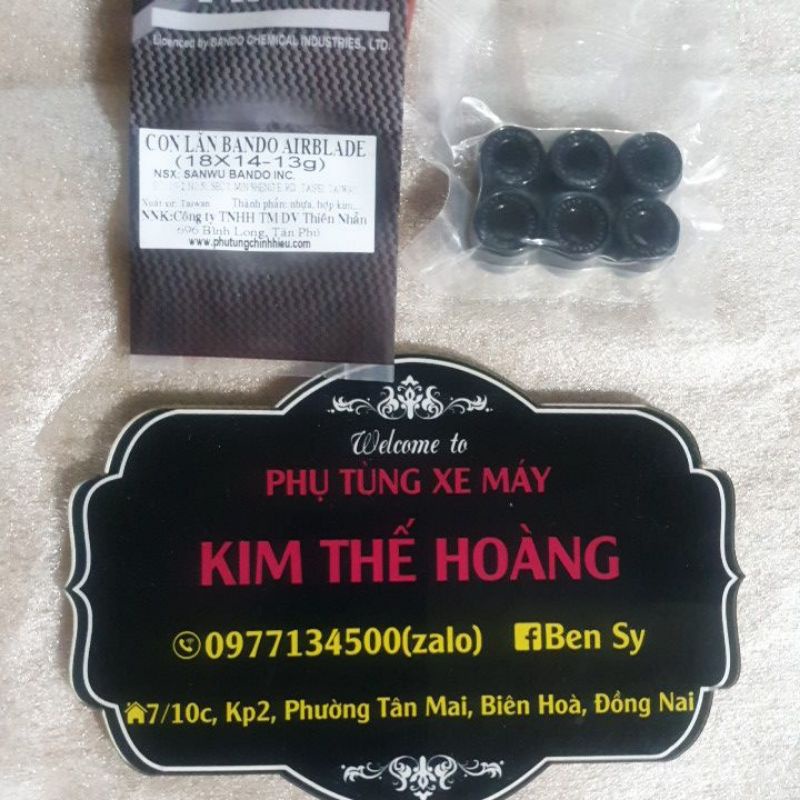 Licenced by BANDO CHEMICAL INDUSTRIES, LTD.
CON LĂN BANDO AIRBLADE
(18X14-13g)
NSX: SANWU BANDO INC.
Xuất xứ: Taiwan Thành phần: nhựa, hợp kim...
NNK:Công ty TNHH TM DV Thiên Nhẫn
696 Bình Long, Tân Phú
www.phutungchinhhieu.com
Welcome to
PHỤ TÙNG XE MÁY
KIM THẾ HOÀNG
0977134500(zalo) Ben Sy
7/10c, Kp2, Phường Tân Mai, Biên Hoà, Đồng Nai